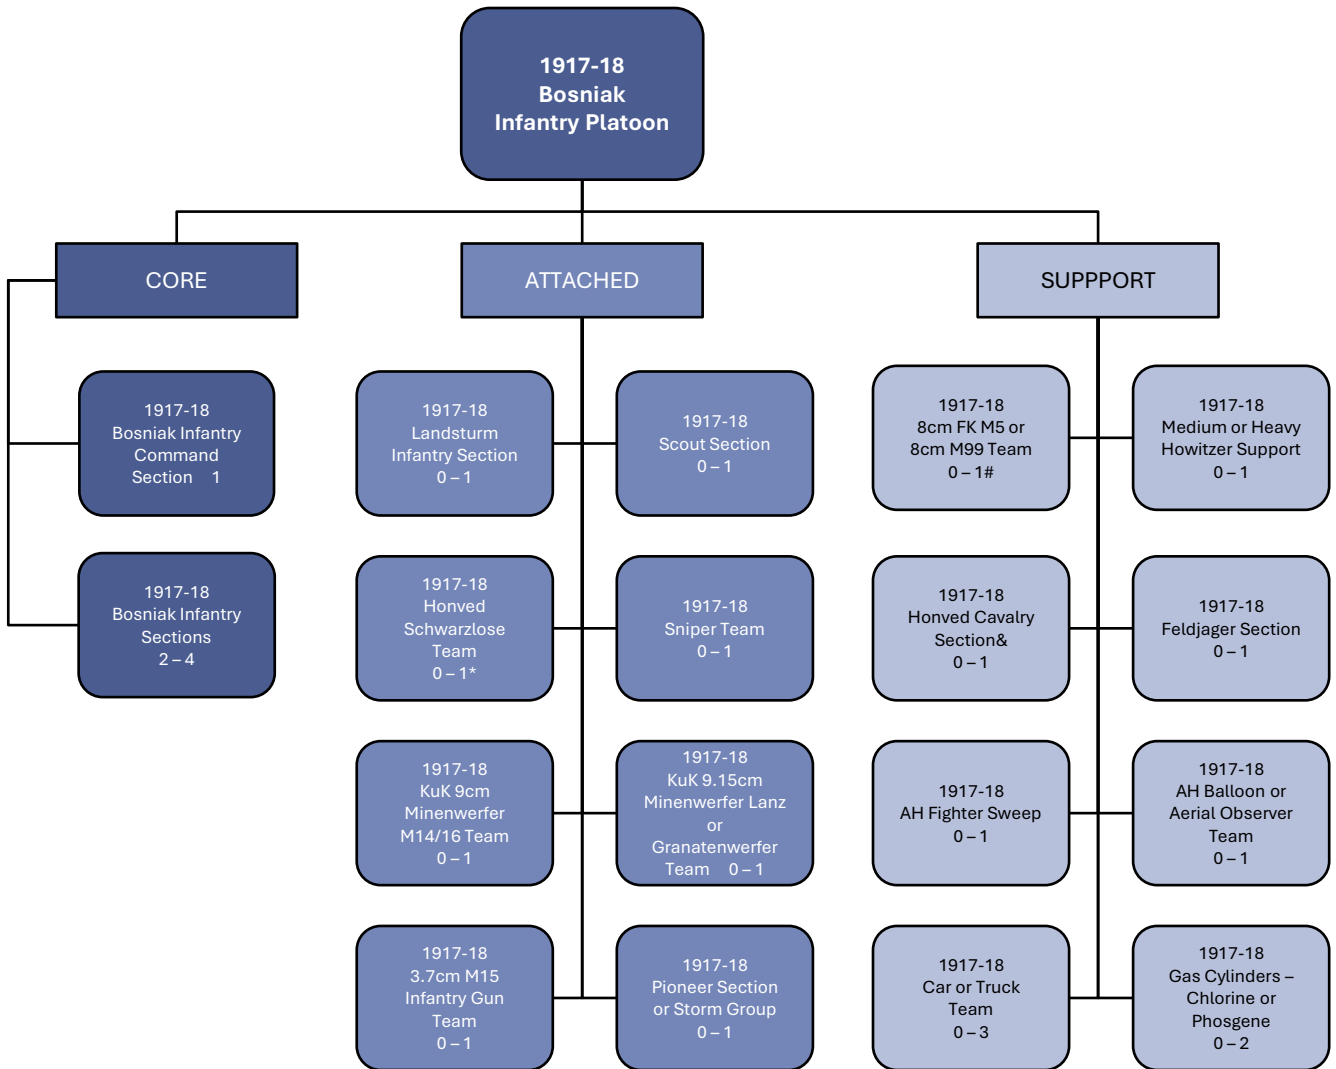 1917-18
Bosniak
Infantry Platoon
CORE
ATTACHED
SUPPPORT
1917-18
Bosniak Infantry
Command
Section 1
1917-18
Bosniak Infantry
Sections
2 – 4
1917-18
Landsturm
Infantry Section
0 – 1
1917-18
Scout Section
0 – 1
1917-18
Honved
Schwarzlose
Team
0 – 1*
1917-18
Sniper Team
0 – 1
1917-18
KuK 9cm
Minenwerfer
M14/16 Team
0 – 1
1917-18
KuK 9.15cm
Minenwerfer Lanz
or
Granatenwerfer
Team 0 – 1
1917-18
3.7cm M15
Infantry Gun
Team
0 – 1
1917-18
Pioneer Section
or Storm Group
0 – 1
1917-18
8cm FK M5 or
8cm M99 Team
0 – 1#
1917-18
Medium or Heavy
Howitzer Support
0 – 1
1917-18
Honved Cavalry
Section&
0 – 1
1917-18
Feldjager Section
0 – 1
1917-18
AH Fighter Sweep
0 – 1
1917-18
AH Balloon or
Aerial Observer
Team
0 – 1
1917-18
Car or Truck
Team
0 – 3
1917-18
Gas Cylinders –
Chlorine or
Phosgene
0 – 2